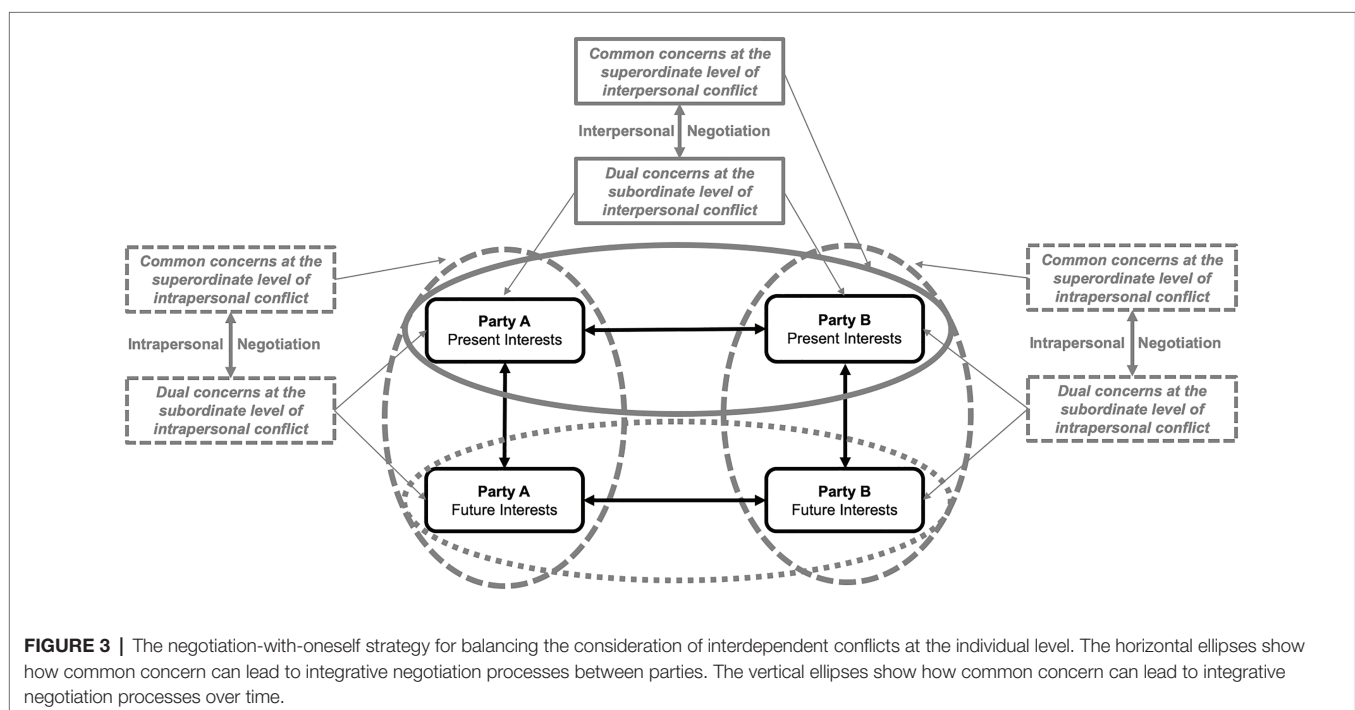 Common concerns at the
superordinate level of
interpersonal conflict
Interpersonal Negotiation
Dual concerns at the
subordinate level of
interpersonal conflict
Common concerns at the
superordinate level of
intrapersonal conflict
Intrapersonal Negotiation
Dual concerns at the
subordinate level of
intrapersonal conflict
Party A
Present Interests
Party B
Present Interests
Party A
Future Interests
Party B
Future Interests
Common concerns at the
superordinate level of
intrapersonal conflict
Intrapersonal Negotiation
Dual concerns at the
subordinate level of
intrapersonal conflict
FIGURE 3 | The negotiation-with-oneself strategy for balancing the consideration of interdependent conflicts at the individual level. The horizontal ellipses show
how common concern can lead to integrative negotiation processes between parties. The vertical ellipses show how common concern can lead to integrative
negotiation processes over time.